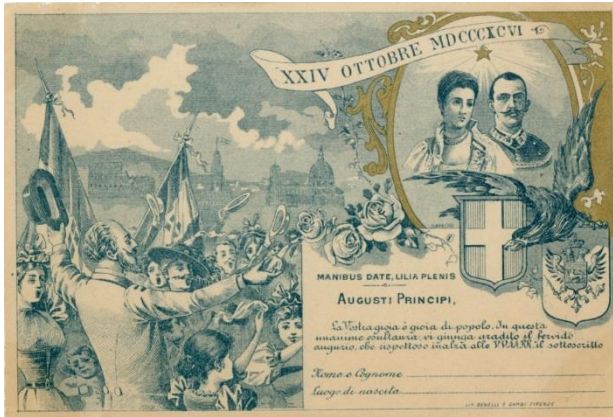 XXIV OTTOBRE MDCCCXCVI
MANIBUS DATE, LILIA PLENIS
AUGUSTI PRINCIPI,
La Vostra gioia è gioia di popolo. In questa
unanime esultanza, vi giunga gradito il fervido
augurio, che rispettoso inalza alle VV.AA.RR. il sottoscritto
Nome e Cognome
Luogo di nascita
LIT. BENELLI E GAMBI FIRENZE